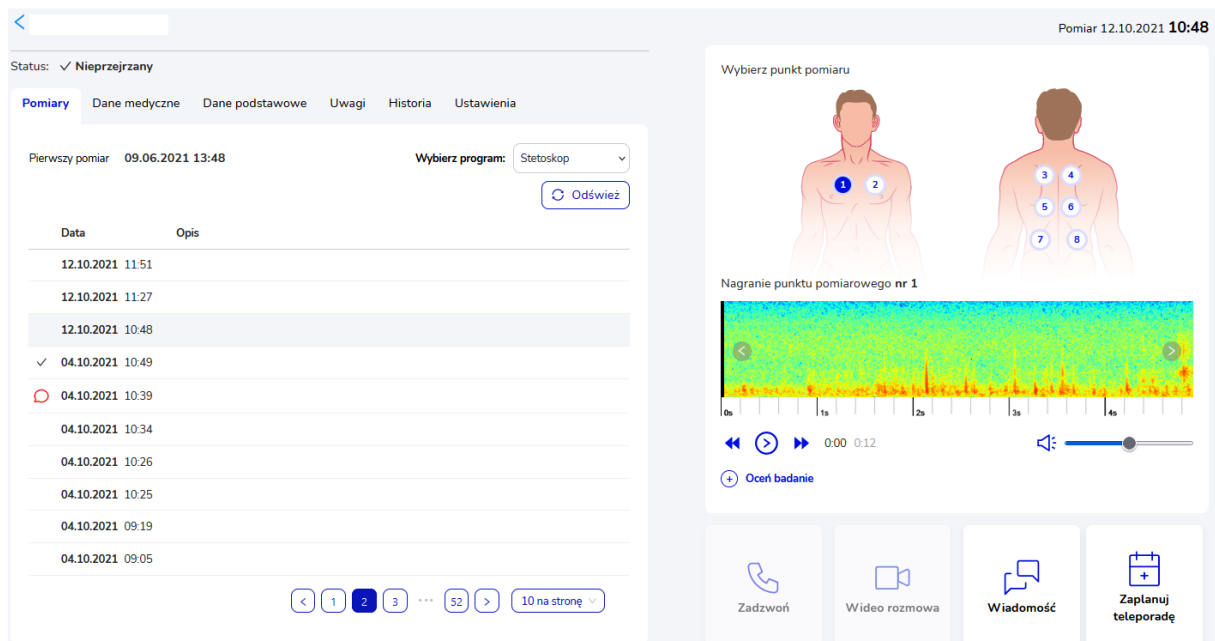 Pomiar 12.10.2021 10:48
Status: Nieprzejrzany
Pomiary Dane medyczne Dane podstawowe Uwagi Historia Ustawienia
Pierwszy pomiar 09.06.2021 13:48 Wybierz program: Stetoskop
Odśwież
Data Opis
12.10.2021 11:51
12.10.2021 11:27
12.10.2021 10:48
04.10.2021 10:49
04.10.2021 10:39
04.10.2021 10:34
04.10.2021 10:26
04.10.2021 10:25
04.10.2021 09:19
04.10.2021 09:05
< 1 2 3 ••• 52 > 10 na stronę
Wybierz punkt pomiaru
1 2
3 4
5 6
7 8
Nagranie punktu pomiarowego nr 1
0s 1s 2s 3s 4s
0:00 0:12
Oceń badanie
Zadzwoń
Wideo rozmowa
Wiadomość
Zaplanuj
teleporadę